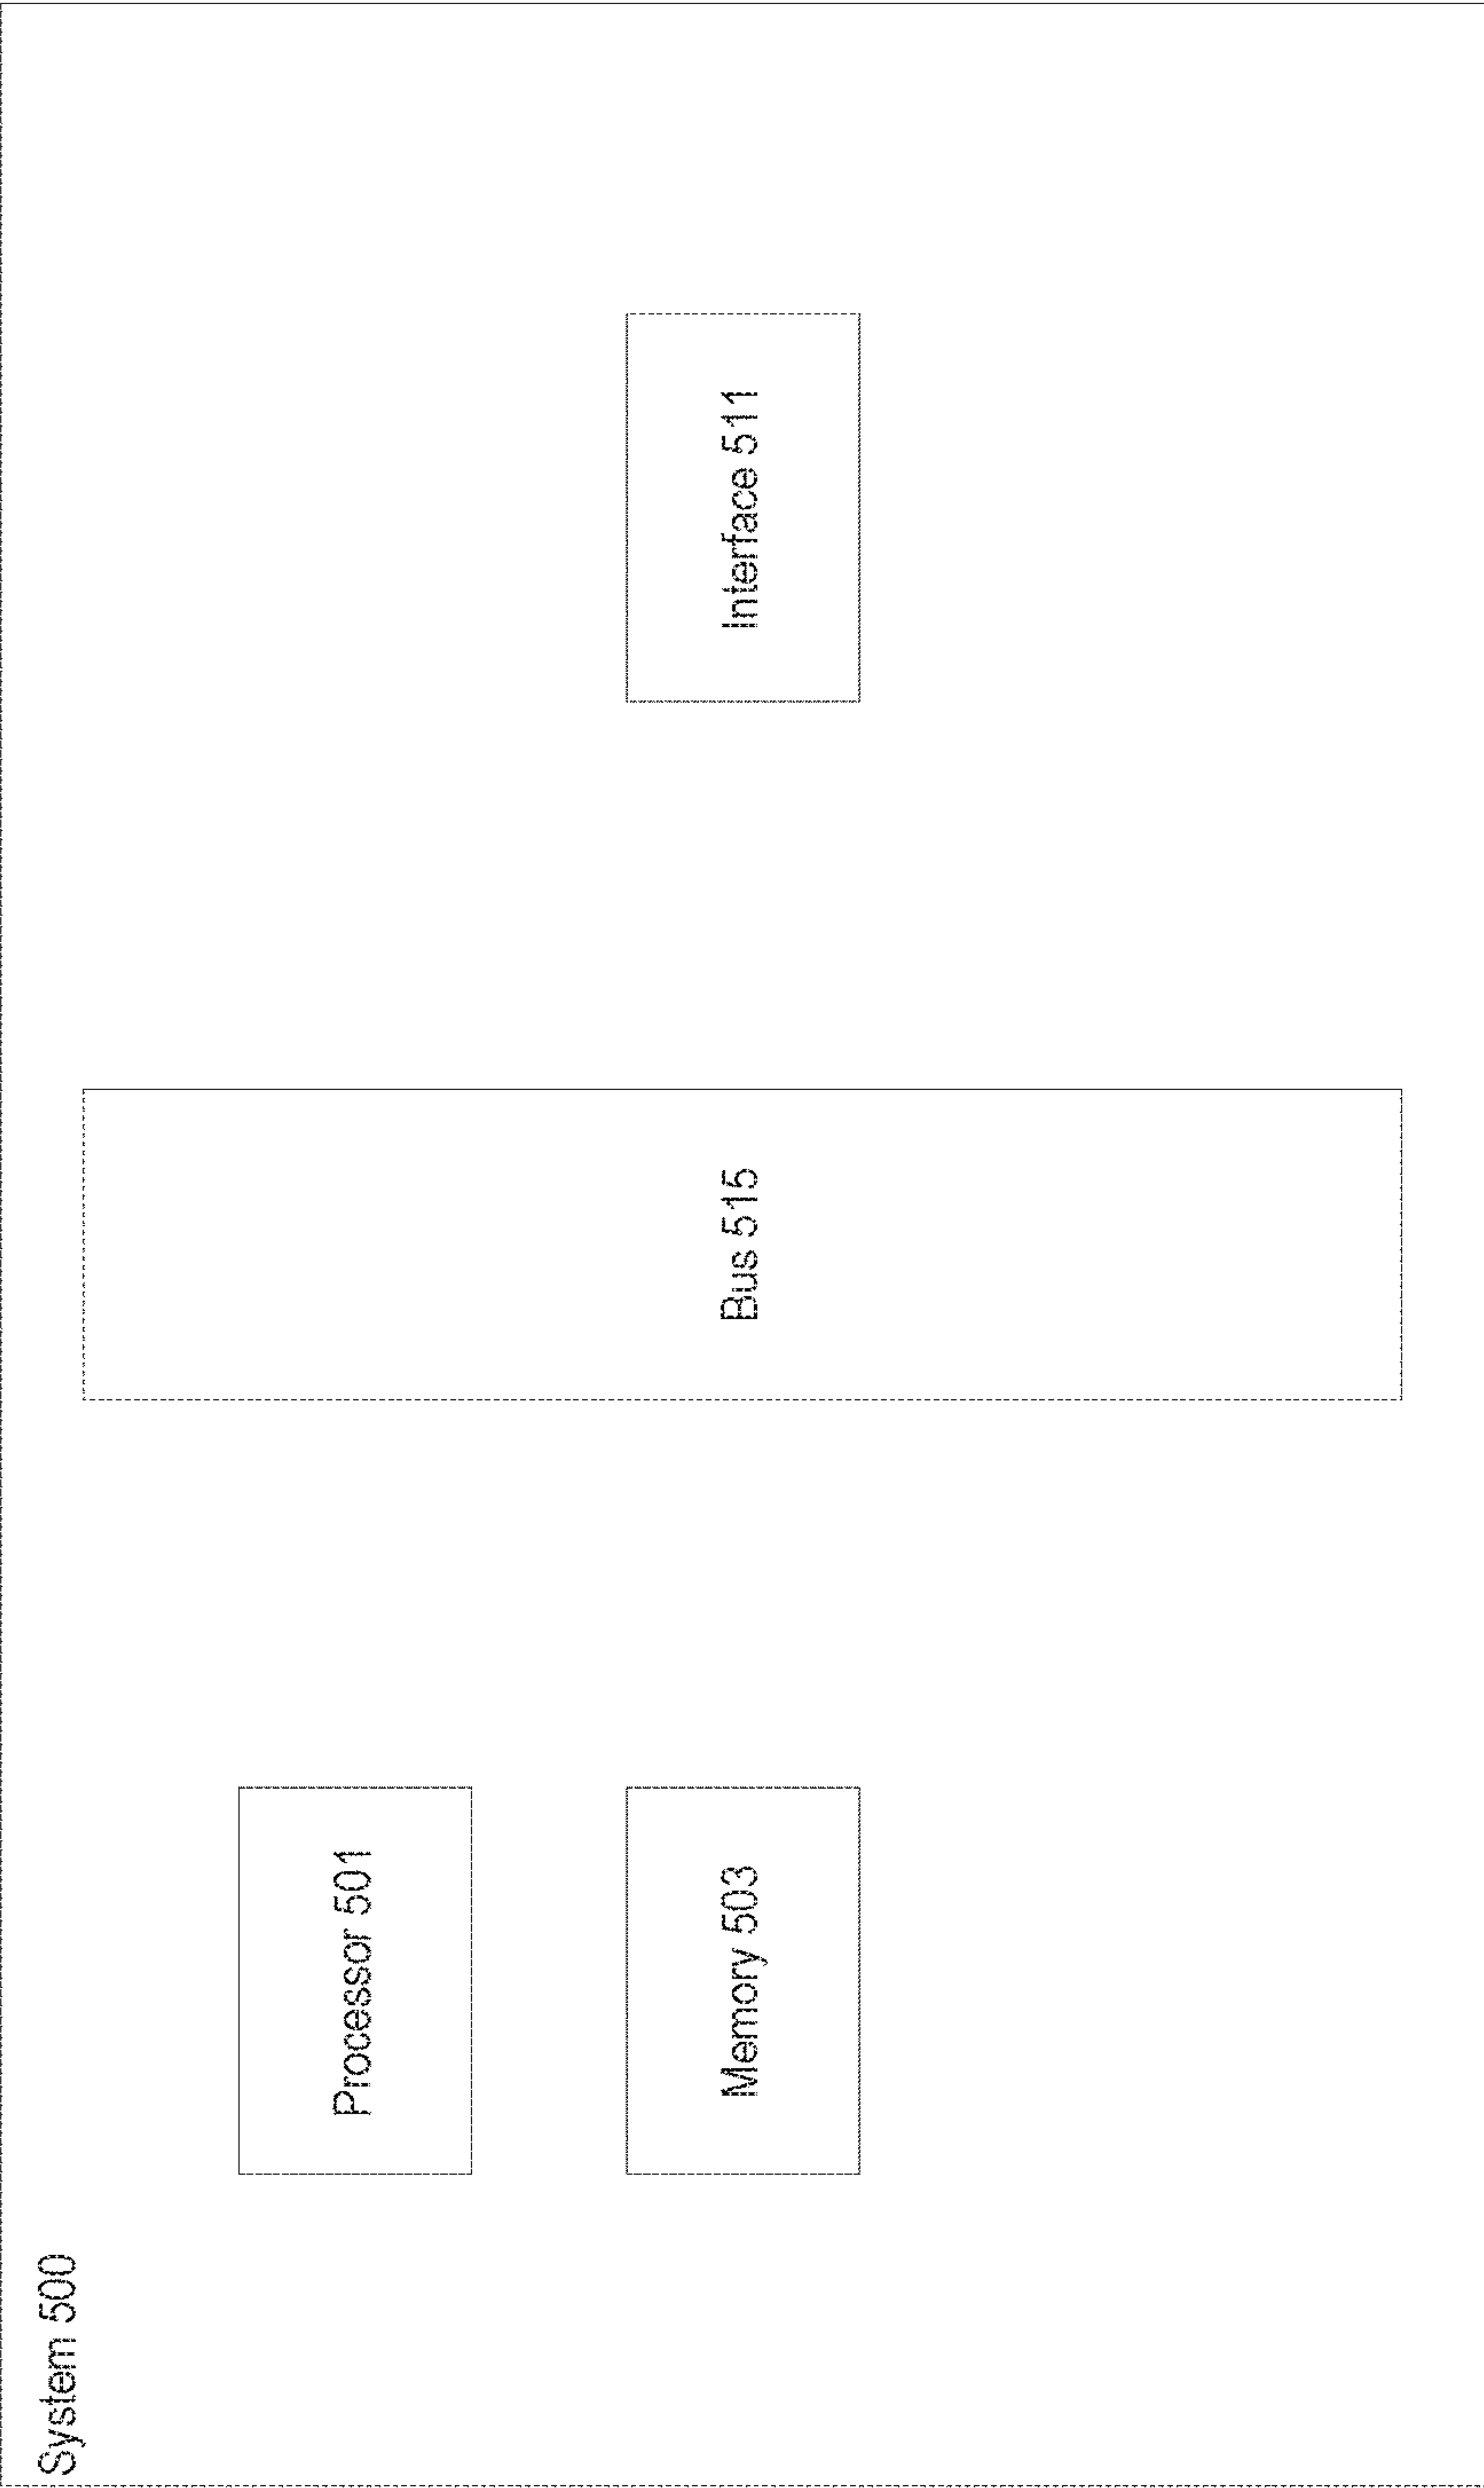 System 500
Processor 501
Memory 503
Bus 515
Interface 511